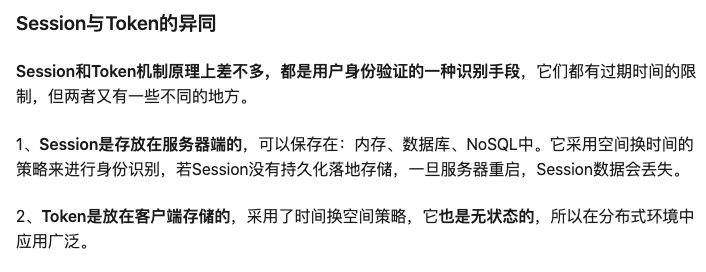 Session与Token的异同
Session和Token机制原理上差不多，都是用户身份验证的一种识别手段，它们都有过期时间的限
制，但两者又有一些不同的地方。
1、Session是存放在服务器端的，可以保存在：内存、数据库、NoSQL中。它采用空间换时间的
策略来进行身份识别，若Session没有持久化落地存储，一旦服务器重启，Session数据会丢失。
2、Token是放在客户端存储的，采用了时间换空间策略，它也是无状态的，所以在分布式环境中
应用广泛。